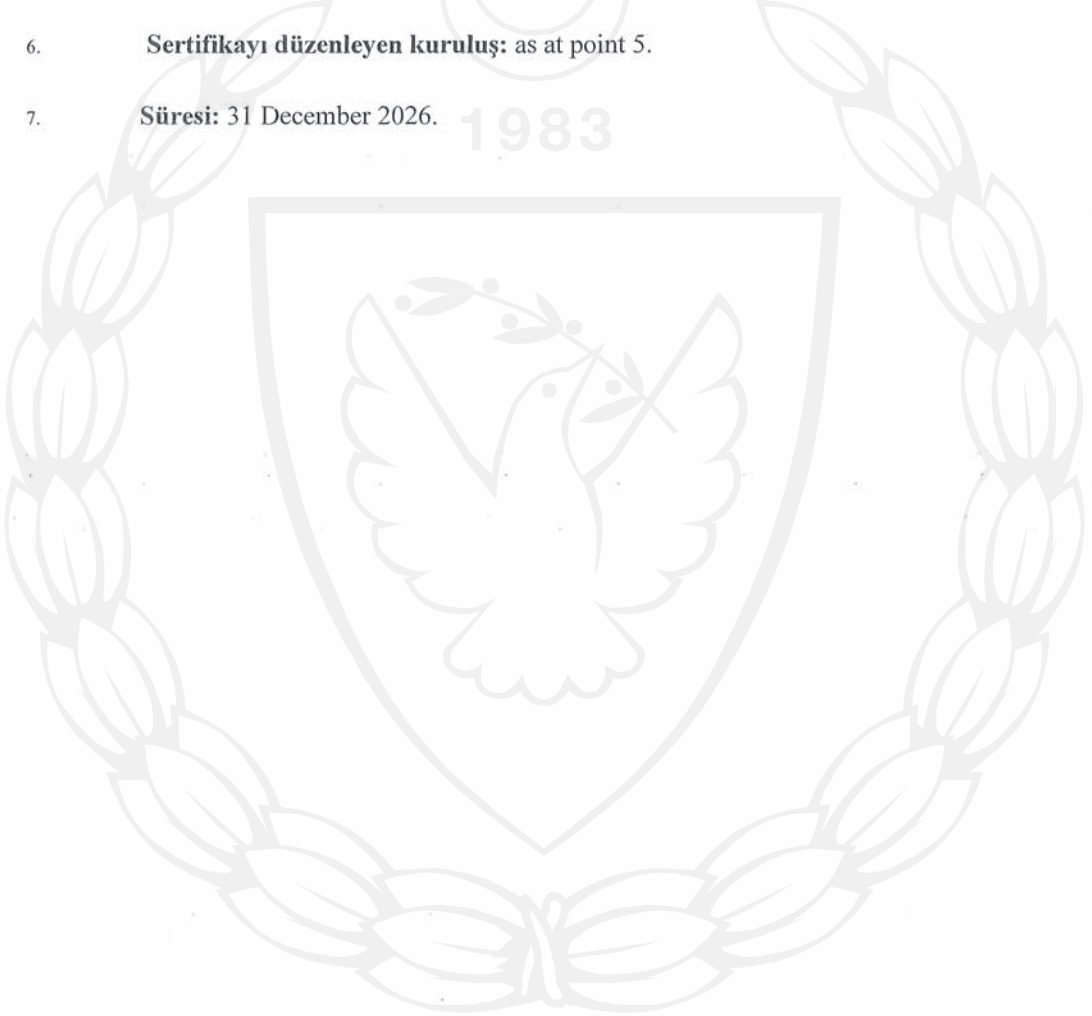 6. Sertifikayı düzenleyen kuruluş: as at point 5.
7. Süresi: 31 December 2026.
1983